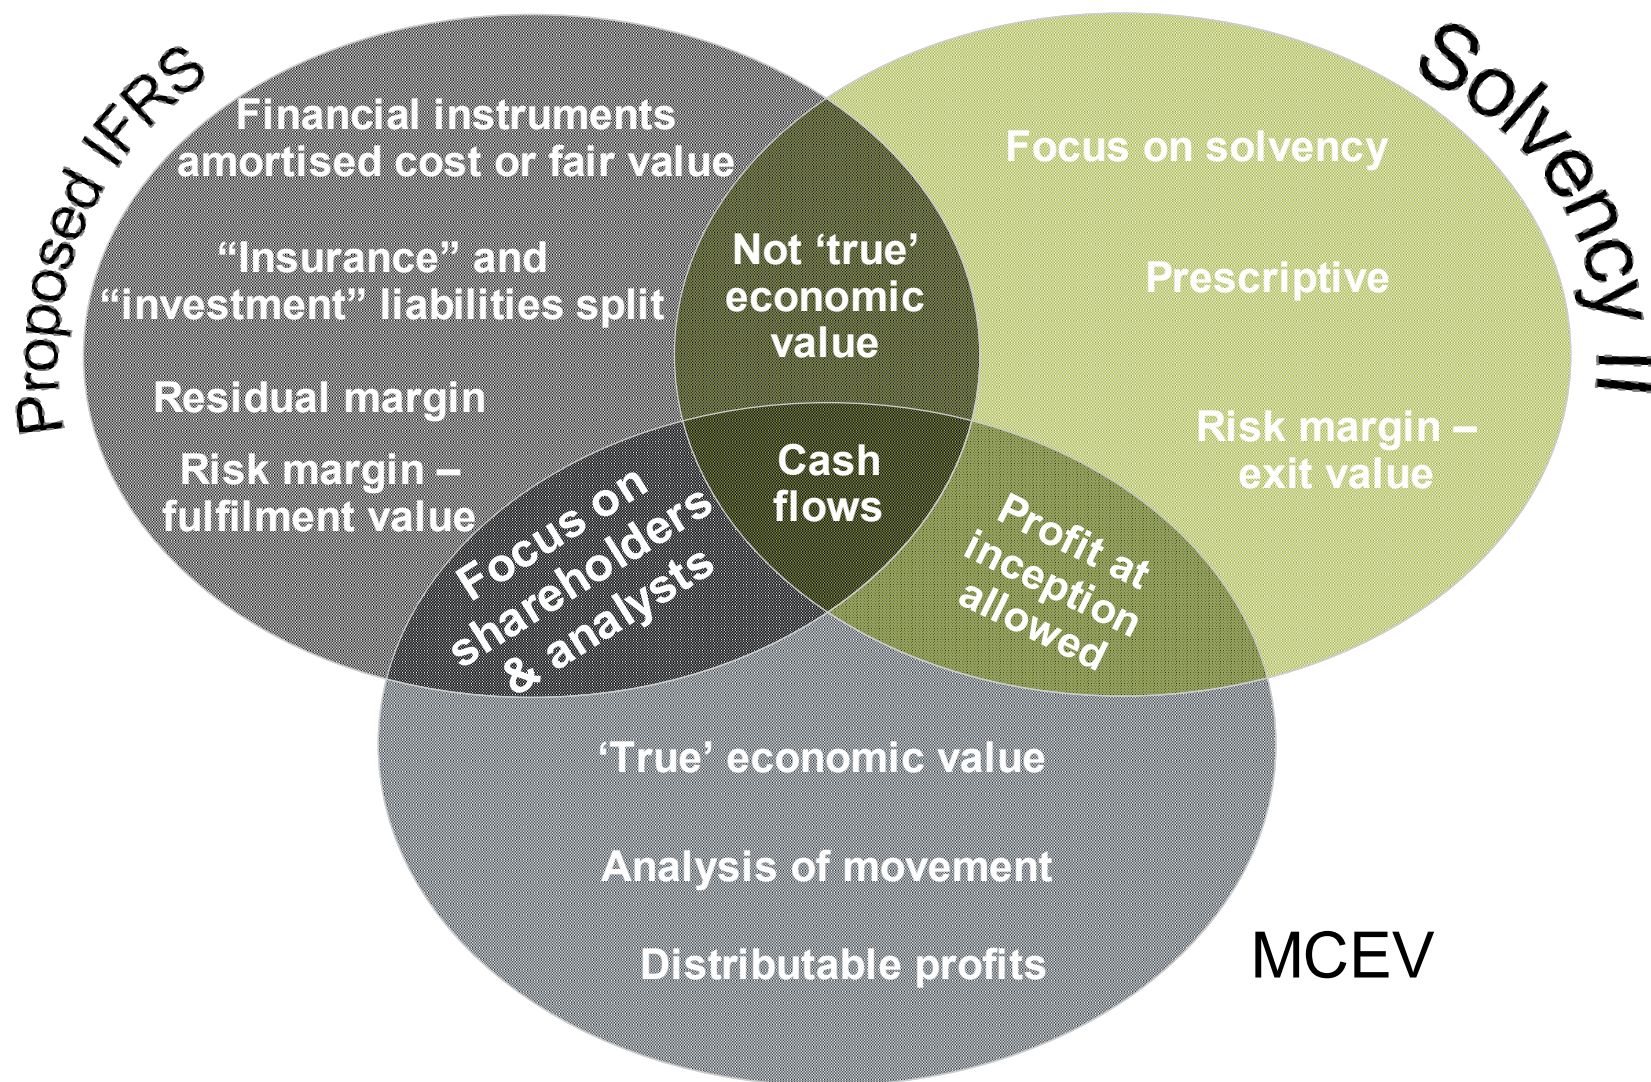 Proposed IFRS
Financial instruments
amortised cost or fair value
“Insurance” and
“investment” liabilities split
Residual margin
Risk margin –
fulfilment value
Not ‘true’
economic
value
Solvency II
Focus on solvency
Prescriptive
Risk margin –
exit value
Cash
flows
Focus on
shareholders
& analysts
Profit at
inception
allowed
‘True’ economic value
Analysis of movement
Distributable profits
MCEV